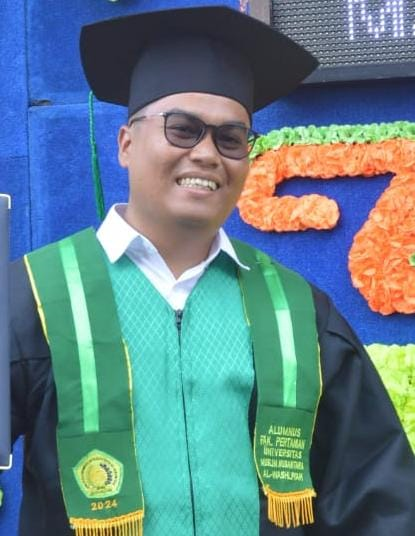 M
2024
ALUMNUS
FAK. PERTANIAN
UNIVERSITAS
MUSLIM NUSANTARA
AL-WASHLIYAH